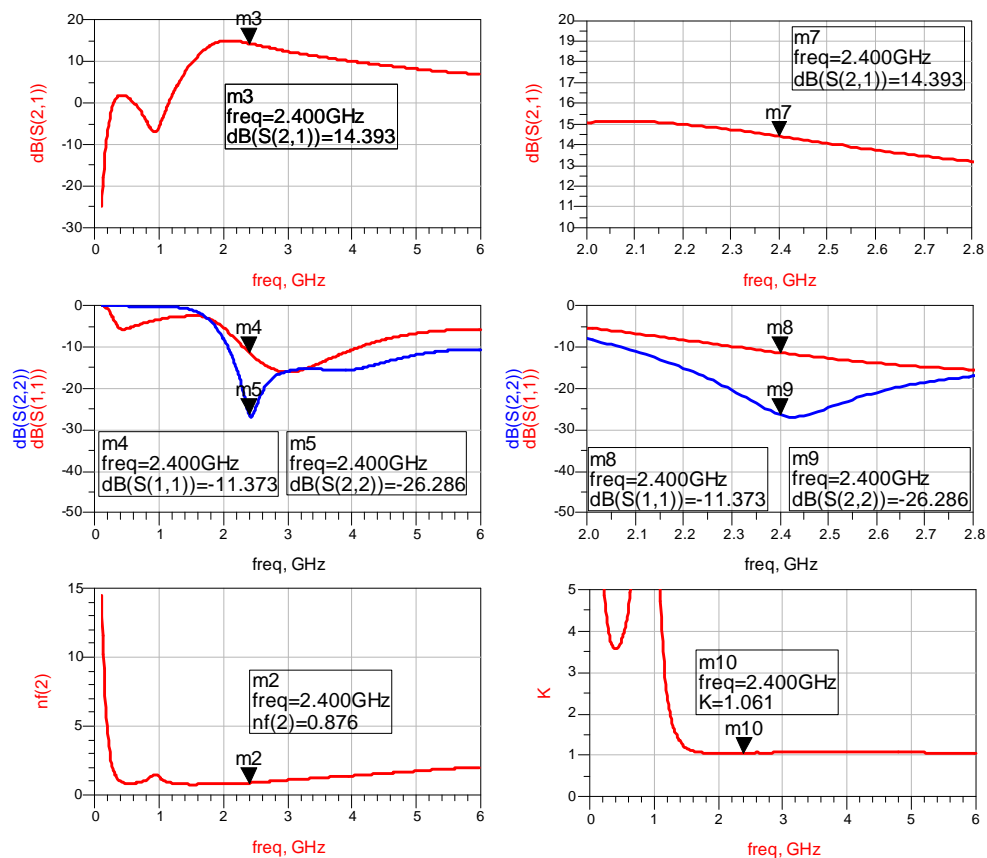 m3
m3
freq=2.400GHz
dB(S(2,1))=14.393
20
10
0
-10
-20
-30
dB(S(2,1))
0 1 2 3 4 5 6
freq, GHz
m7
freq=2.400GHz
dB(S(2,1))=14.393
m7
20
19
18
17
16
15
14
13
12
11
10
dB(S(2,1))
2.0 2.1 2.2 2.3 2.4 2.5 2.6 2.7 2.8
freq, GHz
0
-10
-20
-30
-40
-50
dB(S(2,2))
dB(S(1,1))
m4
m5
m4
freq=2.400GHz
dB(S(1,1))=-11.373
m5
freq=2.400GHz
dB(S(2,2))=-26.286
0 1 2 3 4 5 6
freq, GHz
0
-10
-20
-30
-40
-50
dB(S(2,2))
dB(S(1,1))
m8
m9
m8
freq=2.400GHz
dB(S(1,1))=-11.373
m9
freq=2.400GHz
dB(S(2,2))=-26.286
2.0 2.1 2.2 2.3 2.4 2.5 2.6 2.7 2.8
freq, GHz
15
10
5
0
nf(2)
m2
freq=2.400GHz
nf(2)=0.876
m2
0 1 2 3 4 5 6
freq, GHz
5
4
3
2
1
0
K
m10
freq=2.400GHz
K=1.061
m10
0 1 2 3 4 5 6
freq, GHz